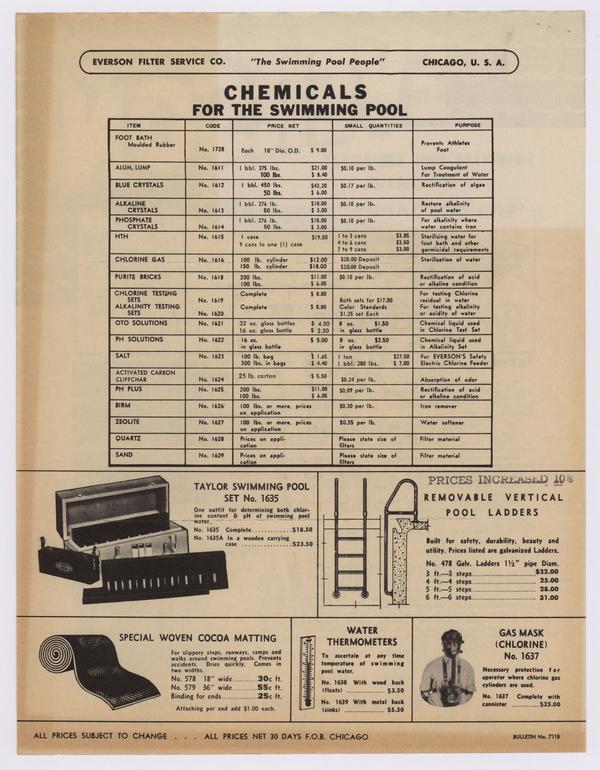 EVERSON FILTER SERVICE CO. "The Swimming Pool People" CHICAGO, U. S. A.
CHEMICALS
FOR THE SWIMMING POOL
ITEM CODE PRICE NET SMALL QUANTITIES PURPOSE
FOOT BATH
Moulded Rubber No. 1728 Each 18" Dia. O.D. $ 9.00 Prevents Athletes
Foot
ALUM, LUMP No. 1611 1 bbl. 375 lbs. $21.00 $0.10 per lb. Lump Coagulant
100 lbs. $ 8.40 For Treatment of Water
BLUE CRYSTALS No. 1612 1 bbl. 450 lbs. $43.20 $0.17 per lb. Rectification of algae
50 lbs. $ 6.00
ALKALINE 1 bbl. 276 lb. $18.00 $0.10 per lb. Restore alkalinity
CRYSTALS No. 1613 50 lbs. $ 3.00 of pool water
PHOSPHATE 1 bbl. 276 lb. $18.00 $0.10 per lb. For alkalinity where
CRYSTALS No. 1614 50 lbs. $ 3.00 water contains iron
HTH No. 1615 1 case $19.50 1 to 3 cans $3.85 Sterilizing water for
9 cans to one (1) case 4 to 6 cans $3.50 foot bath and other
7 to 9 cans $3.00 germicidal requirements
CHLORINE GAS No. 1616 100 lb. cylinder $12.00 $20.00 Deposit Sterilization of water
150 lb. cylinder $18.00 $20.00 Deposit
PURITE BRICKS No. 1618 200 lbs. $11.00 $0.10 per lb. Rectification of acid
100 lbs. $ 6.05 or alkaline condition
CHLORINE TESTING Complete $ 8.80 For testing Chlorine
SETS No. 1619 Both sets for $17.00 residual in water
ALKALINITY TESTING Complete $ 8.80 Color Standards For testing alkalinity
SETS No. 1620 $1.25 set Each or acidity of water
OTO SOLUTIONS No. 1621 32 oz. glass bottles $ 4.50 8 oz. $1.50 Chemical liquid used
16 oz. glass bottle $ 2.50 in glass bottle in Chlorine Test Set
PH SOLUTIONS No. 1622 16 oz. $ 5.00 8 oz. $2.50 Chemical liquid used
in glass bottle in glass bottle in Alkalinity Set
SALT No. 1623 100 lb. bag $ 1.65 1 ton $27.50 For EVERSON'S Safety
300 lbs. in bags $ 4.40 1 bbl. 280 lbs. $ 7.00 Electric Chlorine Feeder
ACTIVATED CARBON 25 lb. carton $ 5.50
CLIFFCHAR No. 1624 $0.24 per lb. Absorption of odor
PH PLUS No. 1625 200 lbs. $11.00 $0.09 per lb. Rectification of acid
100 lbs. $ 6.05 or alkaline condition
BIRM No. 1626 100 lbs. or more, prices $0.30 per lb. Iron remover
on application
ZEOLITE No. 1627 100 lbs. or more, prices $0.35 per lb. Water softener
on application
QUARTZ No. 1628 Prices on appli- Please state size of Filter material
cation filters
SAND No. 1629 Prices on appli- Please state size of Filter material
cation filters
TAYLOR SWIMMING POOL
SET No. 1635
One outfit for determining both chlor-
ine content & pH of swimming pool
water.
No. 1635 Complete............$18.50
No. 1635A In a wooden carrying
case ................$23.50
PRICES INCREASED 10%
REMOVABLE VERTICAL
POOL LADDERS
Built for safety, durability, beauty and
utility. Prices listed are galvanized Ladders.
No. 478 Galv. Ladders 1½" pipe Diam.
3 ft.—3 steps ................ $22.00
4 ft.—4 steps ................ 25.00
5 ft.—5 steps ................ 28.00
6 ft.—6 steps ................ 31.00
SPECIAL WOVEN COCOA MATTING
For slippery steps, runways, ramps and
walks around swimming pools. Prevents
accidents. Dries quickly. Comes in
two widths.
No. 578 18" wide........30c ft.
No. 579 36" wide........55c ft.
Binding for ends ..........25c ft.
Attaching per end add $1.00 each.
WATER
THERMOMETERS
To ascertain at any time
temperature of swimming
pool water.
No. 1638 With wood back
(floats) .............. $3.50
No. 1639 With metal back
(sinks) .............. $5.50
GAS MASK
(CHLORINE)
No. 1637
Necessary protection for
operator where chlorine gas
cylinders are used.
No. 1637 Complete with
cannister ............$25.00
ALL PRICES SUBJECT TO CHANGE . . . ALL PRICES NET 30 DAYS F.O.B. CHICAGO BULLETIN No. 711B